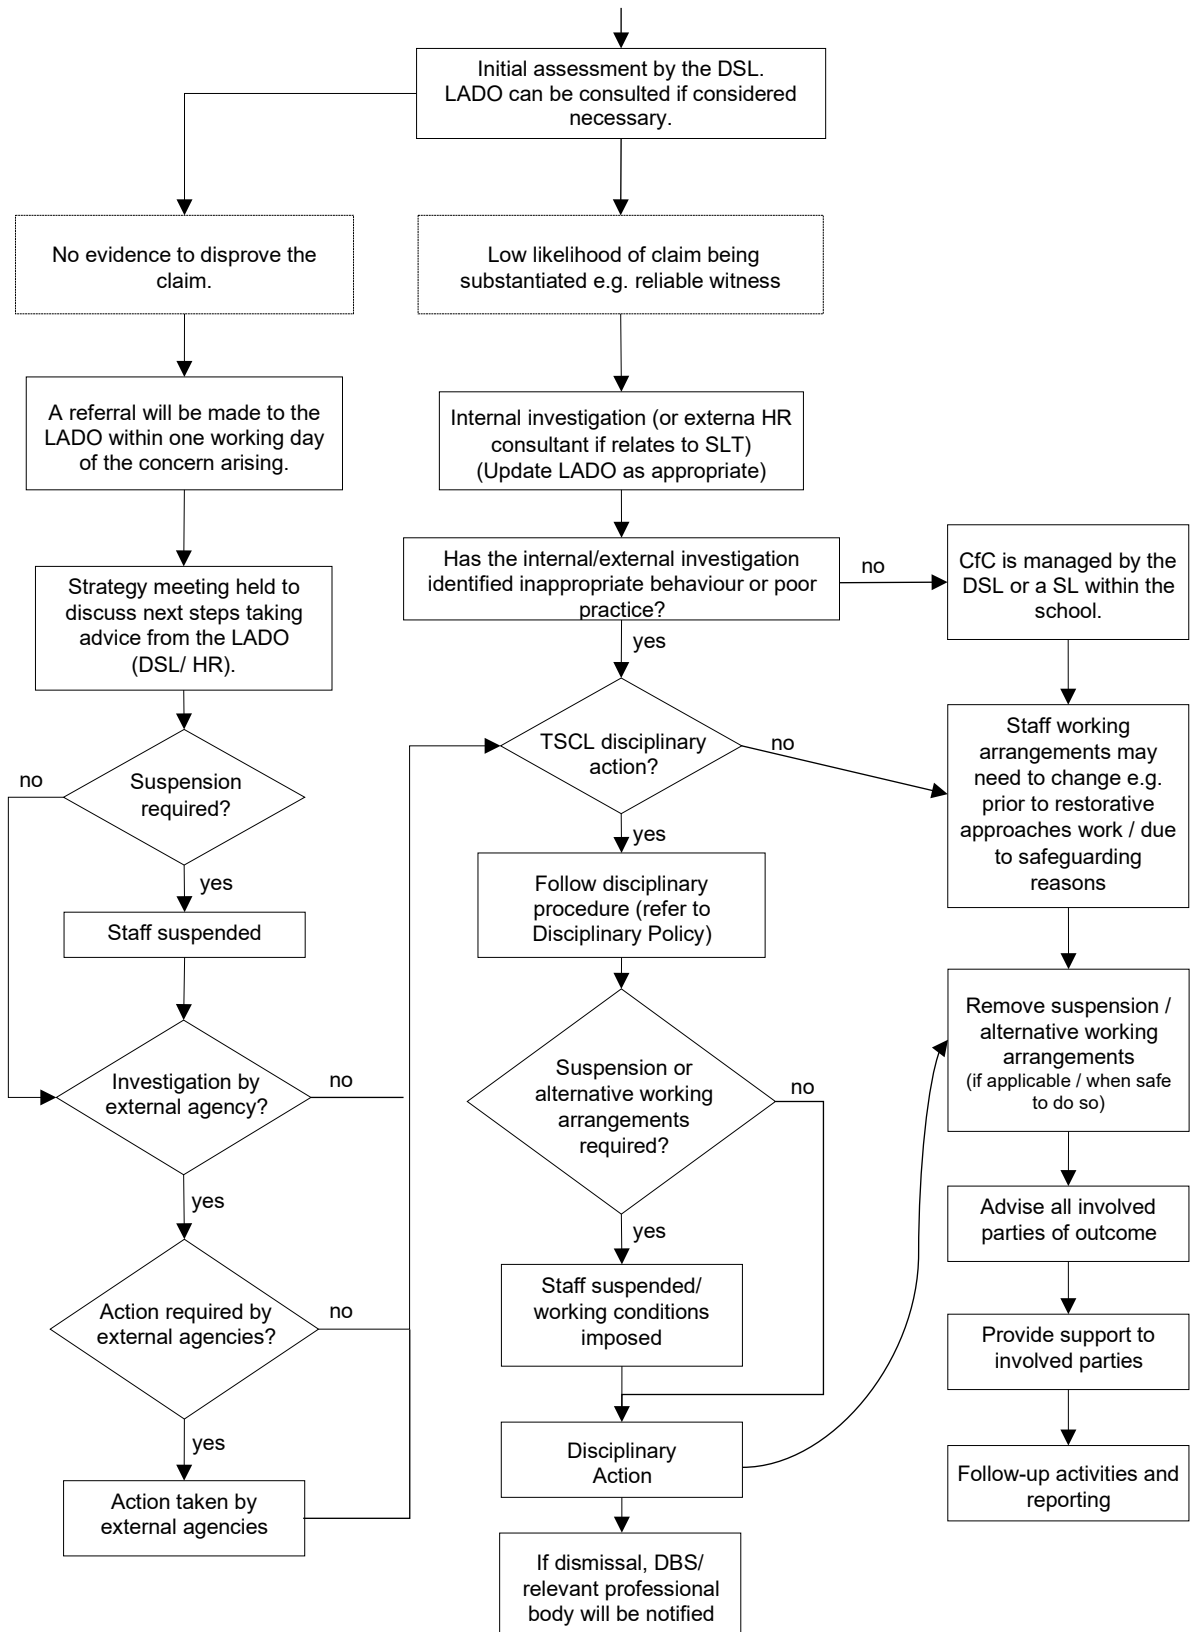 Initial assessment by the DSL.
LADO can be consulted if considered
necessary.
No evidence to disprove the
claim.
Low likelihood of claim being
substantiated e.g. reliable witness
A referral will be made to the
LADO within one working day
of the concern arising.
Internal investigation (or externa HR
consultant if relates to SLT)
(Update LADO as appropriate)
Strategy meeting held to
discuss next steps taking
advice from the LADO
(DSL/ HR).
Has the internal/external investigation
identified inappropriate behaviour or poor
practice?
no
CfC is managed by the
DSL or a SL within the
school.
yes
Suspension
required?
no
yes
Staff suspended
TSCL disciplinary
action?
no
yes
Staff working
arrangements may
need to change e.g.
prior to restorative
approaches work / due
to safeguarding
reasons
Follow disciplinary
procedure (refer to
Disciplinary Policy)
Investigation by
external agency?
no
yes
Suspension or
alternative working
arrangements
required?
no
yes
Remove suspension /
alternative working
arrangements
(if applicable / when safe
to do so)
Action required by
external agencies?
no
yes
Staff suspended/
working conditions
imposed
Advise all involved
parties of outcome
Provide support to
involved parties
Action taken by
external agencies
Disciplinary
Action
Follow-up activities and
reporting
If dismissal, DBS/
relevant professional
body will be notified